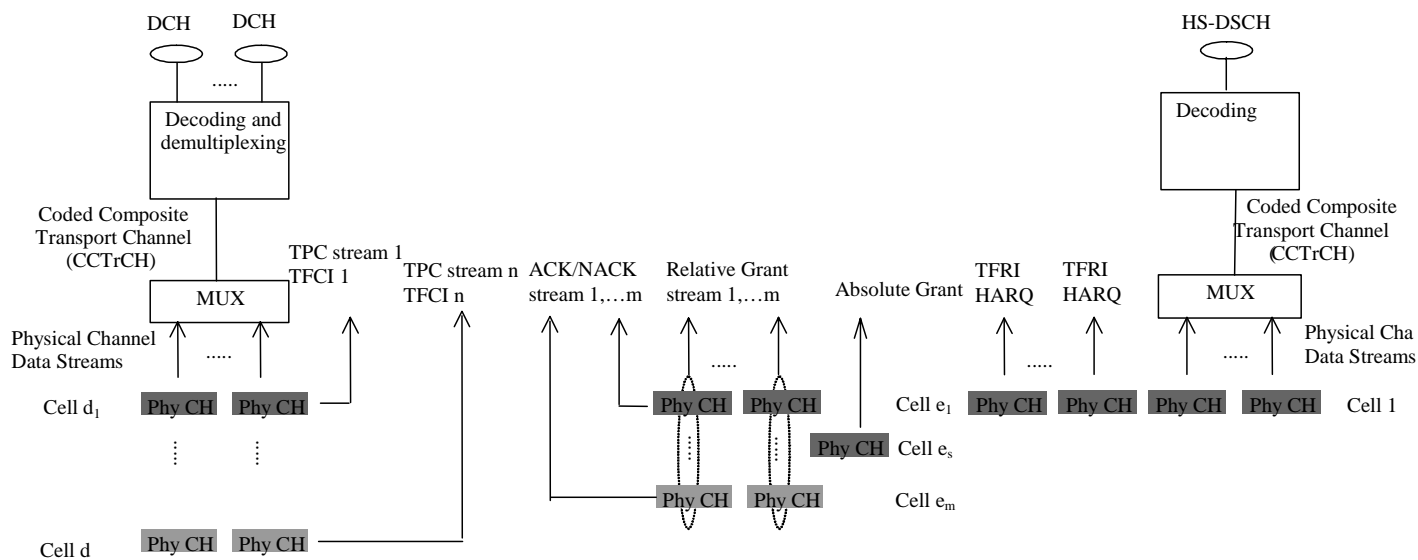 DCH DCH HS-DSCH
..... 
Decoding and
demultiplexing
Decoding
Coded Composite
Transport Channel
(CCTrCH)
Coded Composite
Transport Channel
(CCTrCH)
TPC stream 1
TFCI 1
TPC stream n
TFCI n
ACK/NACK
stream 1,…m
Relative Grant
stream 1,…m
Absolute Grant
TFRI
HARQ
TFRI
HARQ
MUX
MUX
Physical Channel
Data Streams
.....
.....
.....
.....
Physical Cha
Data Streams
Cell d1 Phy CH Phy CH Phy CH Phy CH Cell e1 Phy CH Phy CH Phy CH Phy CH Cell 1
Phy CH Cell es
Phy CH Phy CH Cell em
Cell d Phy CH Phy CH